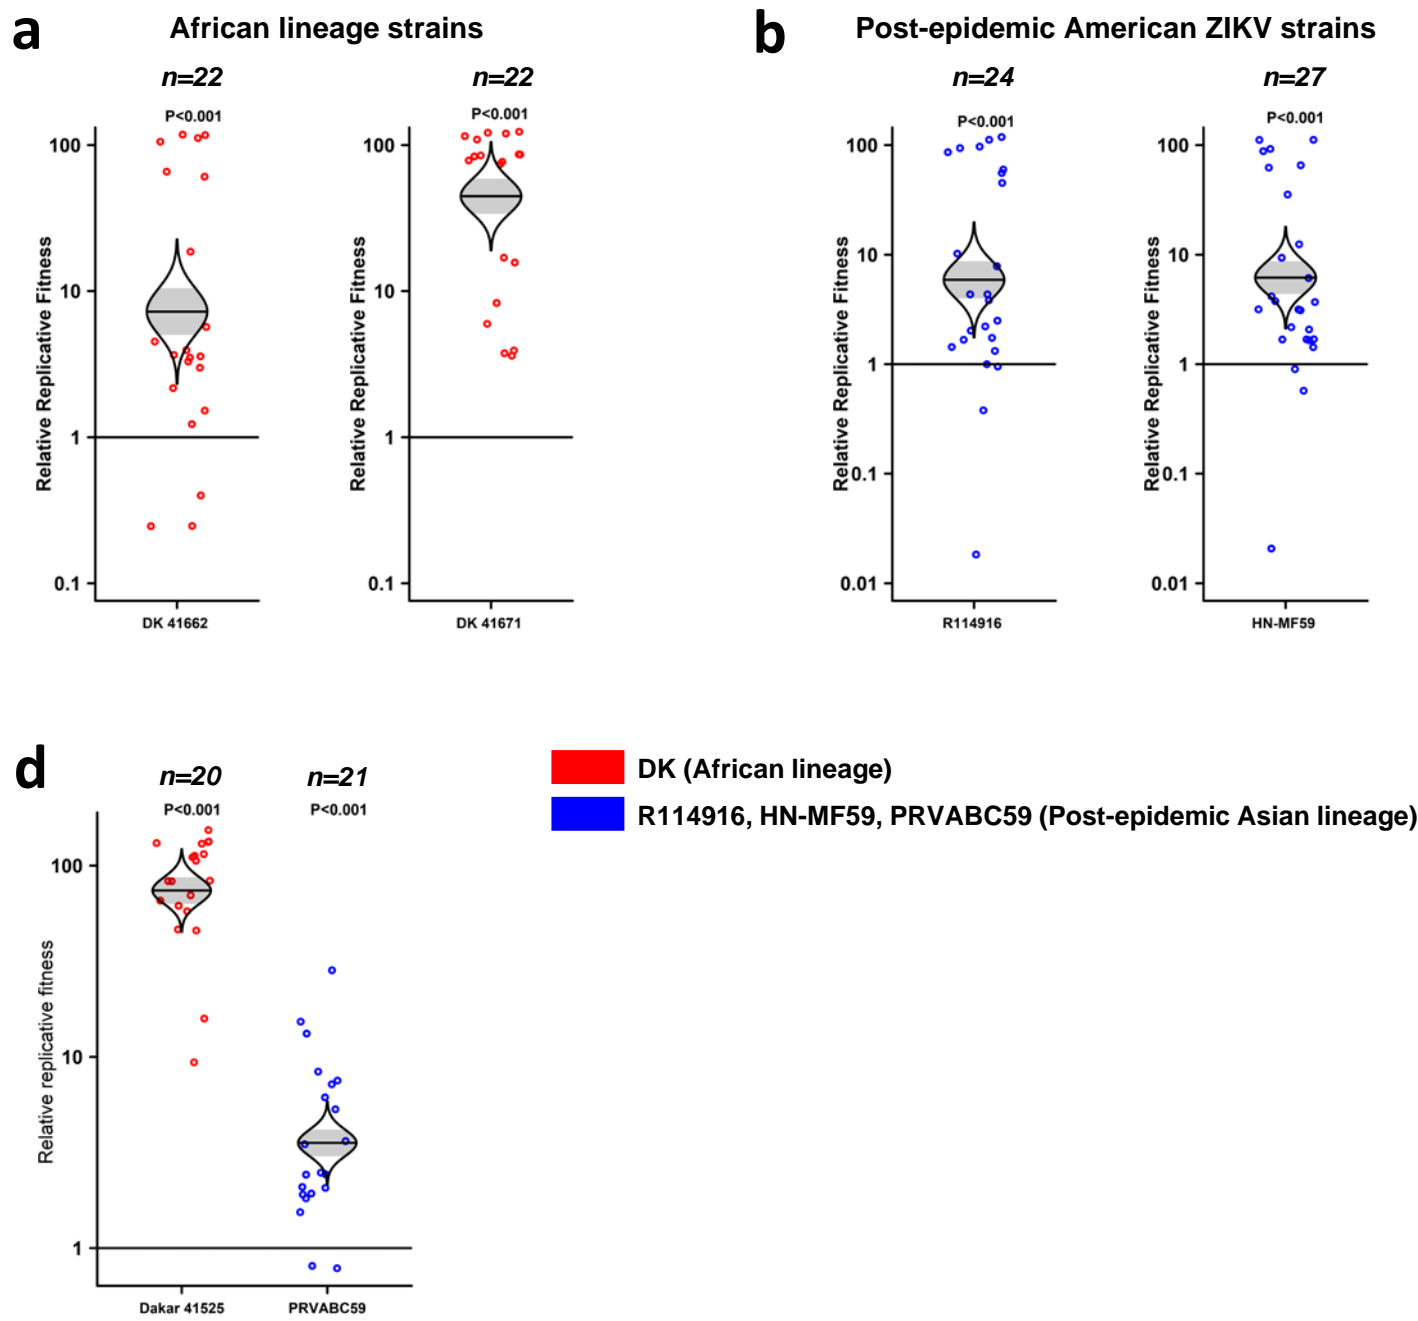 a
African lineage strains
n=22
P<0.001
Relative Replicative Fitness
100
10
1
0.1
DK 41662
n=22
P<0.001
Relative Replicative Fitness
100
10
1
0.1
DK 41671
b
Post-epidemic American ZIKV strains
n=24
P<0.001
Relative Replicative Fitness
100
10
1
0.1
0.01
R114916
n=27
P<0.001
Relative Replicative Fitness
100
10
1
0.1
0.01
HN-MF59
d
n=20
n=21
P<0.001
P<0.001
Relative replicative fitness
100
10
1
Dakar 41525
PRVABC59
DK (African lineage)
R114916, HN-MF59, PRVABC59 (Post-epidemic Asian lineage)